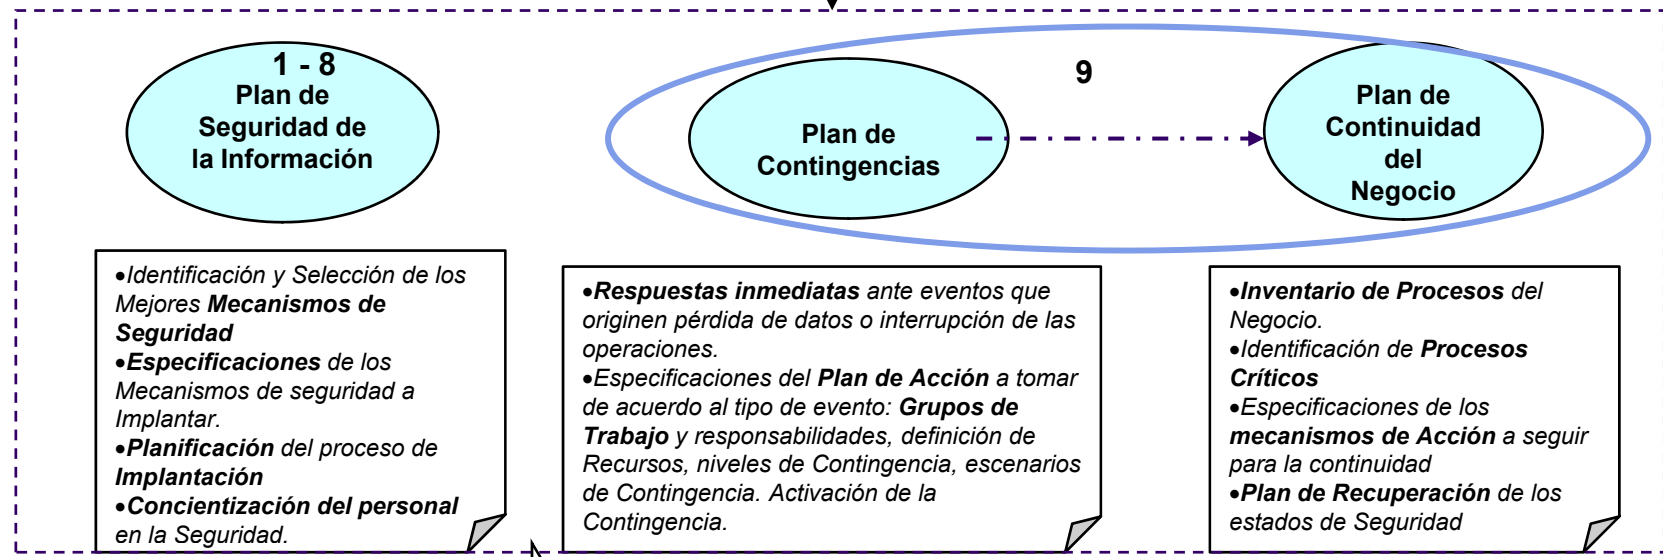 1 - 8
Plan de
Seguridad de
la Información
9
Plan de
Contingencias
Plan de
Continuidad
del
Negocio
•Identificación y Selección de los
Mejores Mecanismos de
Seguridad
•Especificaciones de los
Mecanismos de seguridad a
Implantar.
•Planificación del proceso de
Implantación
•Concientización del personal
en la Seguridad.
•Respuestas inmediatas ante eventos que
originen pérdida de datos o interrupción de las
operaciones.
•Especificaciones del Plan de Acción a tomar
de acuerdo al tipo de evento: Grupos de
Trabajo y responsabilidades, definición de
Recursos, niveles de Contingencia, escenarios
de Contingencia. Activación de la
Contingencia.
•Inventario de Procesos del
Negocio.
•Identificación de Procesos
Críticos
•Especificaciones de los
mecanismos de Acción a seguir
para la continuidad
•Plan de Recuperación de los
estados de Seguridad